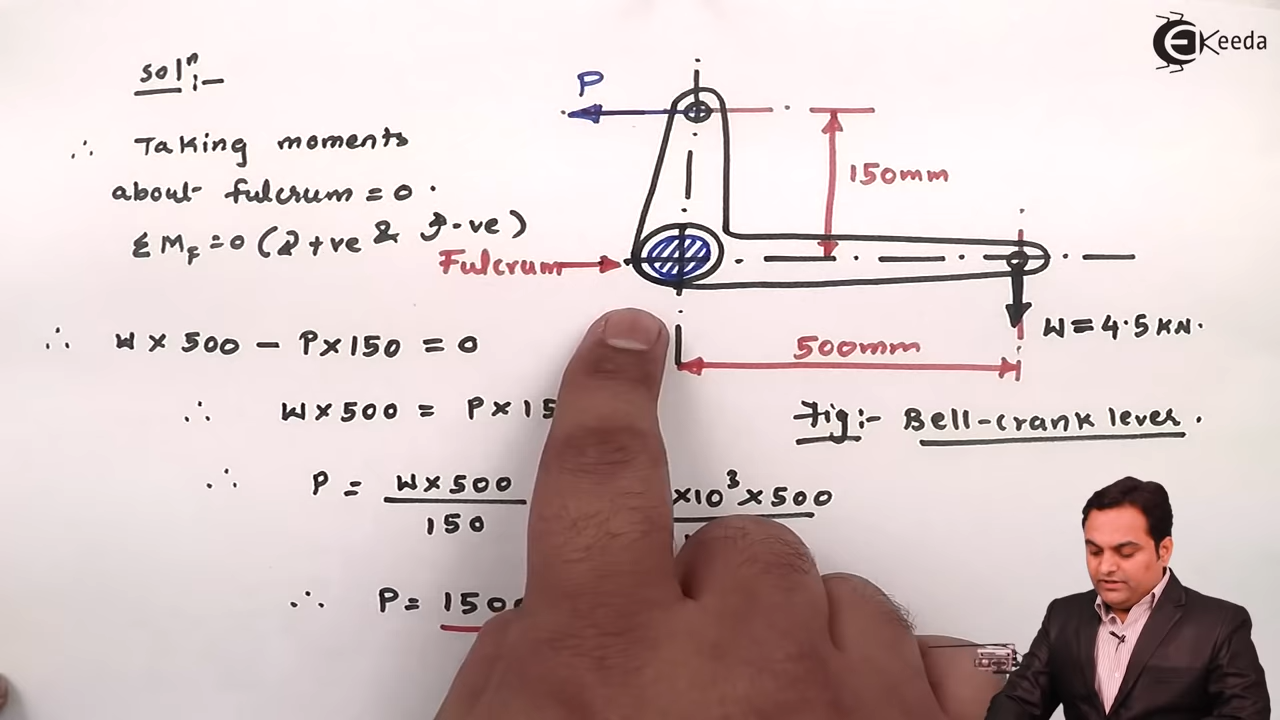 EKeeda
solⁿ:-
∴ Taking moments
about fulcrum = 0.
ΣM_F = 0 (↻ +ve & ↺ -ve)
∴ W × 500 - P × 150 = 0
∴ W × 500 = P × 15
∴ P = W × 500 / 150
× 10³ × 500
∴ P = 150
P
150mm
Fulcrum
W = 4.5 KN.
500mm
Fig:- Bell-crank lever.